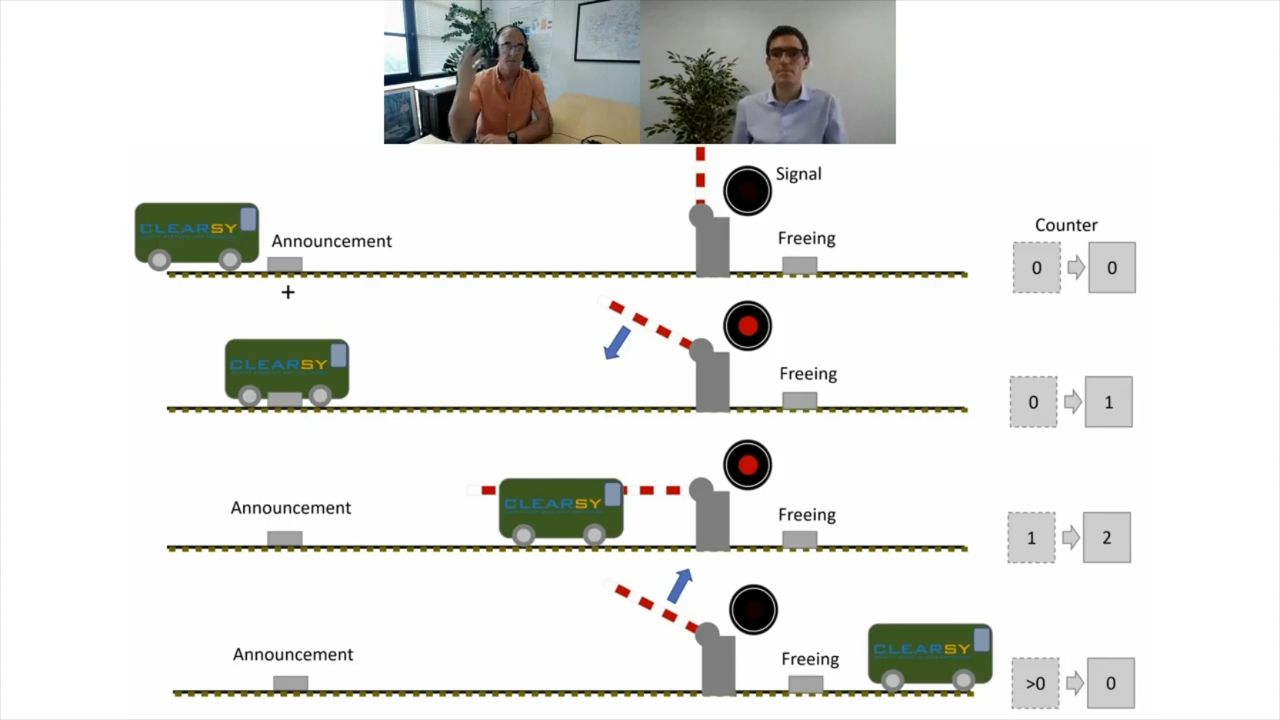 Signal
CLEARSY
Announcement
Freeing
Counter
0
0
+
CLEARSY
Freeing
0
1
CLEARSY
Announcement
Freeing
1
2
Announcement
Freeing
CLEARSY
>0
0